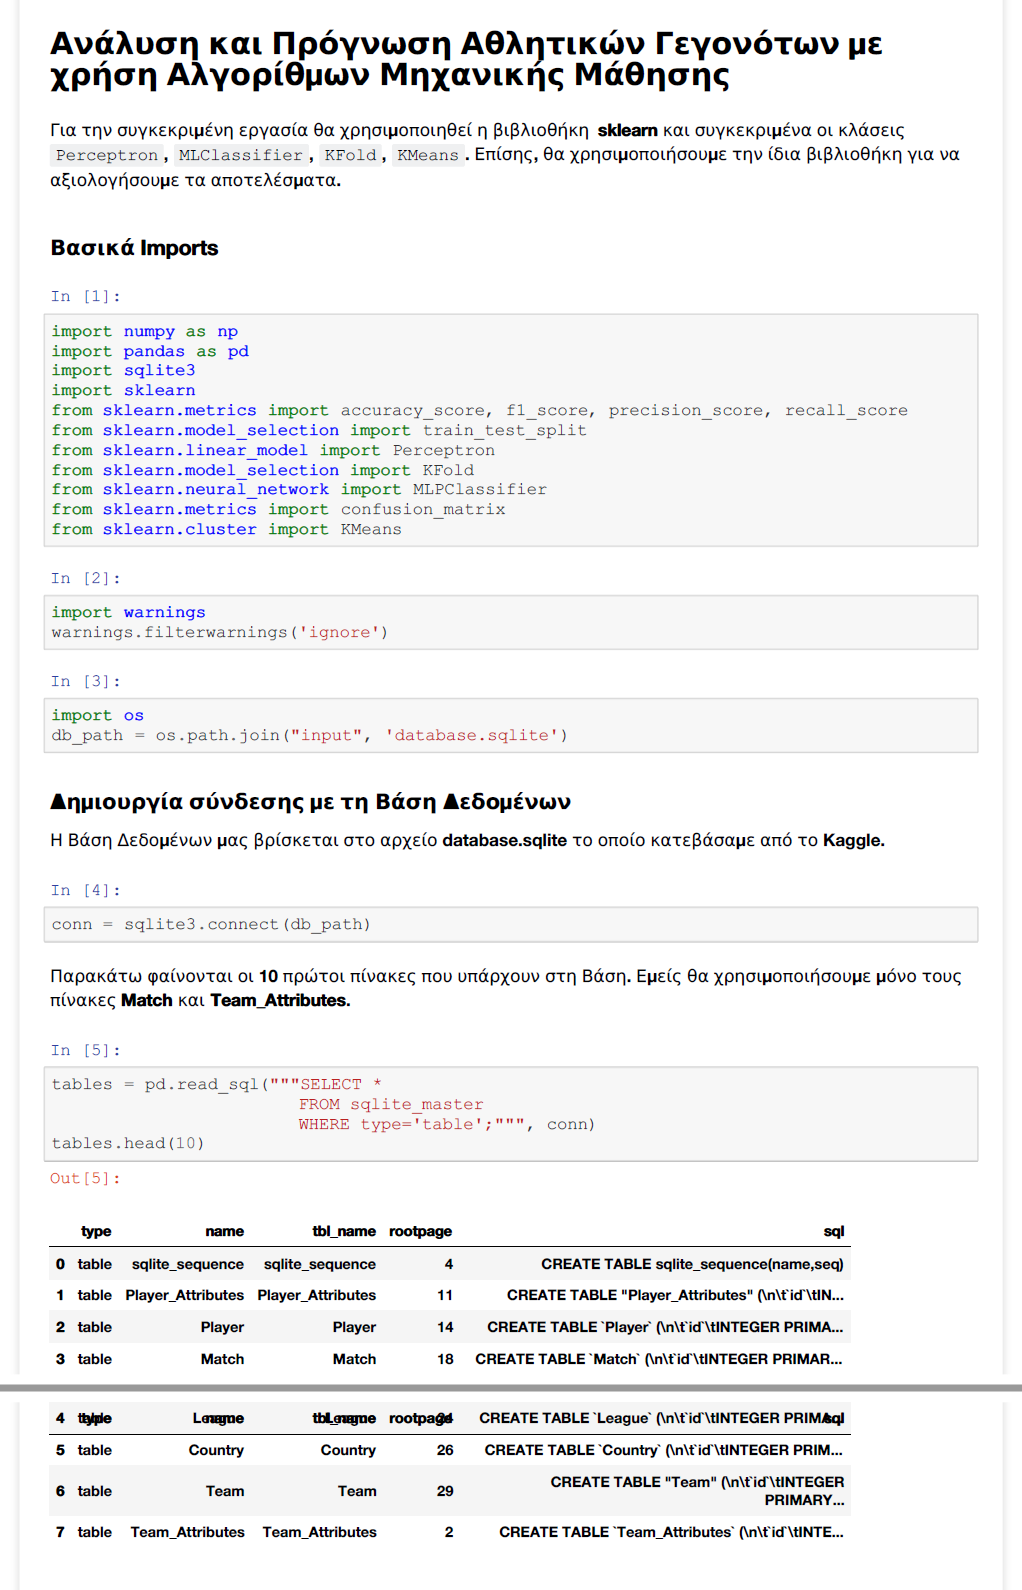 Ανάλυση και Πρόγνωση Αθλητικών Γεγονότων με
χρήση Αλγορίθμων Μηχανικής Μάθησης
Για την συγκεκριμένη εργασία θα χρησιμοποιηθεί η βιβλιοθήκη sklearn και συγκεκριμένα οι κλάσεις
Perceptron , MLClassifier , KFold , KMeans . Επίσης, θα χρησιμοποιήσουμε την ίδια βιβλιοθήκη για να
αξιολογήσουμε τα αποτελέσματα.
Βασικά Imports
In [1]:
import numpy as np
import pandas as pd
import sqlite3
import sklearn
from sklearn.metrics import accuracy_score, f1_score, precision_score, recall_score
from sklearn.model_selection import train_test_split
from sklearn.linear_model import Perceptron
from sklearn.model_selection import KFold
from sklearn.neural_network import MLPClassifier
from sklearn.metrics import confusion_matrix
from sklearn.cluster import KMeans
In [2]:
import warnings
warnings.filterwarnings('ignore')
In [3]:
import os
db_path = os.path.join("input", 'database.sqlite')
Δημιουργία σύνδεσης με τη Βάση Δεδομένων
Η Βάση Δεδομένων μας βρίσκεται στο αρχείο database.sqlite το οποίο κατεβάσαμε από το Kaggle.
In [4]:
conn = sqlite3.connect(db_path)
Παρακάτω φαίνονται οι 10 πρώτοι πίνακες που υπάρχουν στη Βάση. Εμείς θα χρησιμοποιήσουμε μόνο τους
πίνακες Match και Team_Attributes.
In [5]:
tables = pd.read_sql("""SELECT *
FROM sqlite_master
WHERE type='table';""", conn)
tables.head(10)
Out[5]:
type name tbl_name rootpage sql
0 table sqlite_sequence sqlite_sequence 4 CREATE TABLE sqlite_sequence(name,seq)
1 table Player_Attributes Player_Attributes 11 CREATE TABLE "Player_Attributes" (\n\t`id`\tIN...
2 table Player Player 14 CREATE TABLE `Player` (\n\t`id`\tINTEGER PRIMA...
3 table Match Match 18 CREATE TABLE `Match` (\n\t`id`\tINTEGER PRIMAR...
4 CREATE TABLE `League` (\n\t`id`\tINTEGER
5 table Country Country 26 CREATE TABLE `Country` (\n\t`id`\tINTEGER PRIM...
6 table Team Team 29 CREATE TABLE "Team" (\n\t`id`\tINTEGER
PRIMARY...
7 table Team_Attributes Team_Attributes 2 CREATE TABLE `Team_Attributes` (\n\t`id`\tINTE...